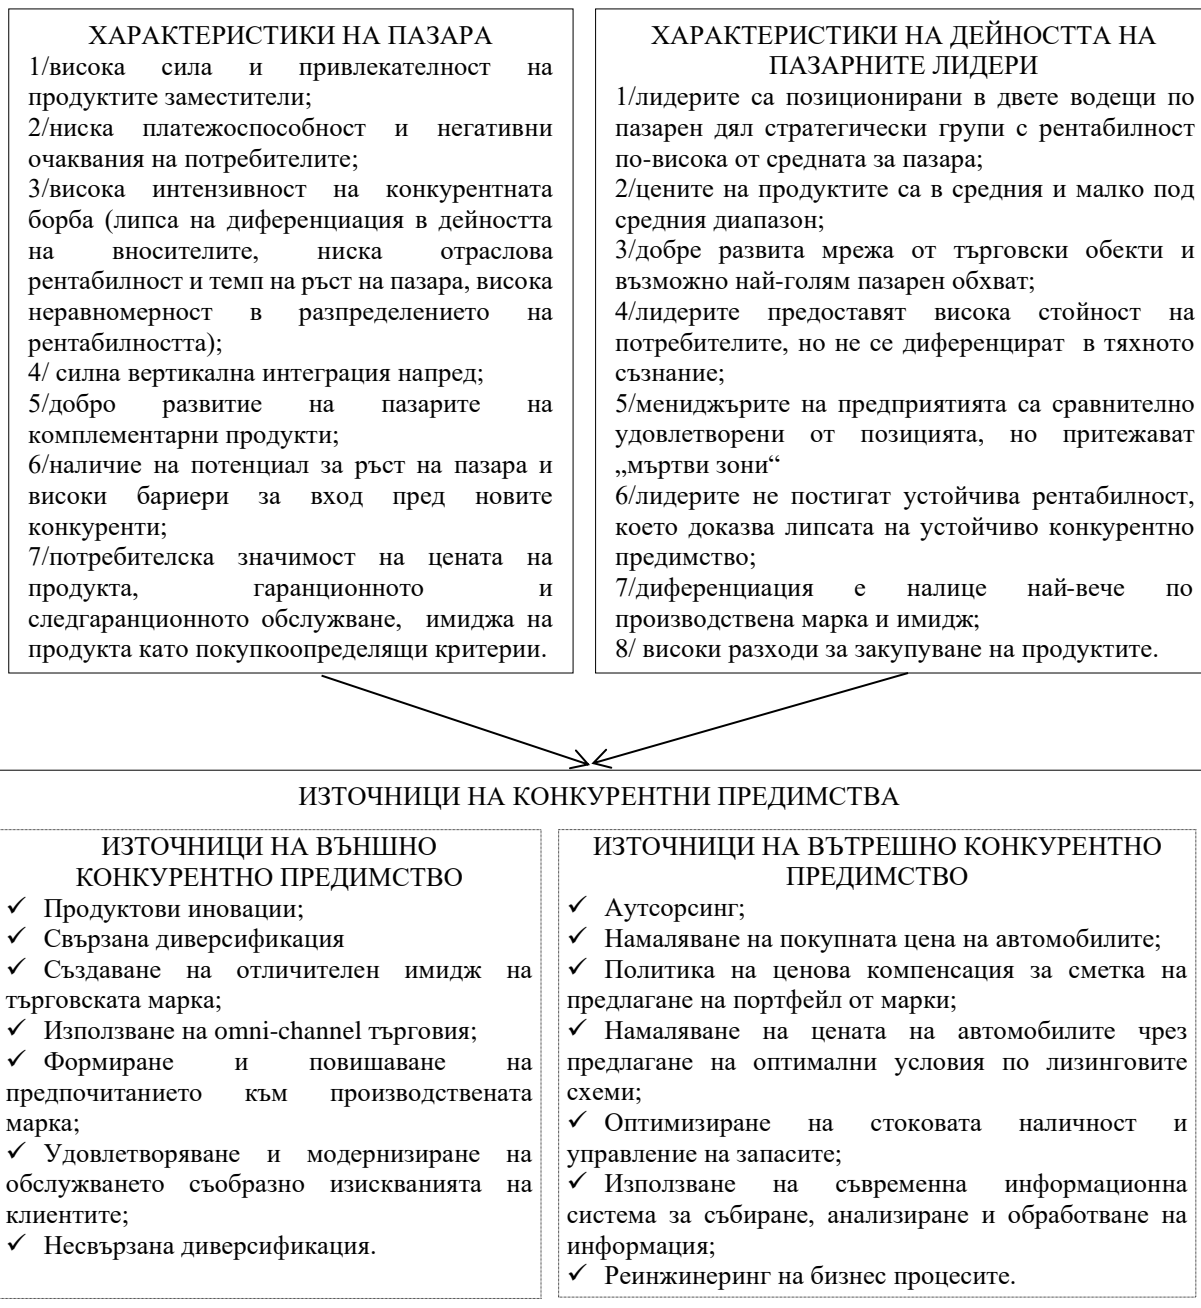 ХАРАКТЕРИСТИКИ НА ПАЗАРА
1/висока сила и привлекателност на
продуктите заместители;
2/ниска платежоспособност и негативни
очаквания на потребителите;
3/висока интензивност на конкурентната
борба (липса на диференциация в дейността
на вносителите, ниска отраслова
рентабилност и темп на ръст на пазара, висока
неравномерност в разпределението на
рентабилността);
4/ силна вертикална интеграция напред;
5/добро развитие на пазарите на
комплементарни продукти;
6/наличие на потенциал за ръст на пазара и
високи бариери за вход пред новите
конкуренти;
7/потребителска значимост на цената на
продукта, гаранционното и
следгаранционното обслужване, имиджа на
продукта като покупкоопределящи критерии.
ХАРАКТЕРИСТИКИ НА ДЕЙНОСТТА НА
ПАЗАРНИТЕ ЛИДЕРИ
1/лидерите са позиционирани в двете водещи по
пазарен дял стратегически групи с рентабилност
по-висока от средната за пазара;
2/цените на продуктите са в средния и малко под
средния диапазон;
3/добре развита мрежа от търговски обекти и
възможно най-голям пазарен обхват;
4/лидерите предоставят висока стойност на
потребителите, но не се диференцират в тяхното
съзнание;
5/мениджърите на предприятията са сравнително
удовлетворени от позицията, но притежават
„мъртви зони“
6/лидерите не постигат устойчива рентабилност,
което доказва липсата на устойчиво конкурентно
предимство;
7/диференциация е налице най-вече по
производствена марка и имидж;
8/ високи разходи за закупуване на продуктите.
ИЗТОЧНИЦИ НА КОНКУРЕНТНИ ПРЕДИМСТВА
ИЗТОЧНИЦИ НА ВЪНШНО
КОНКУРЕНТНО ПРЕДИМСТВО
✓ Продуктови иновации;
✓ Свързана диверсификация
✓ Създаване на отличителен имидж на
търговската марка;
✓ Използване на omni-channel търговия;
✓ Формиране и повишаване на
предпочитанието към производствената
марка;
✓ Удовлетворяване и модернизиране на
обслужването съобразно изискванията на
клиентите;
✓ Несвързана диверсификация.
ИЗТОЧНИЦИ НА ВЪТРЕШНО КОНКУРЕНТНО
ПРЕДИМСТВО
✓ Аутсорсинг;
✓ Намаляване на покупната цена на автомобилите;
✓ Политика на ценова компенсация за сметка на
предлагане на портфейл от марки;
✓ Намаляване на цената на автомобилите чрез
предлагане на оптимални условия по лизинговите
схеми;
✓ Оптимизиране на стоковата наличност и
управление на запасите;
✓ Използване на съвременна информационна
система за събиране, анализиране и обработване на
информация;
✓ Реинжинеринг на бизнес процесите.